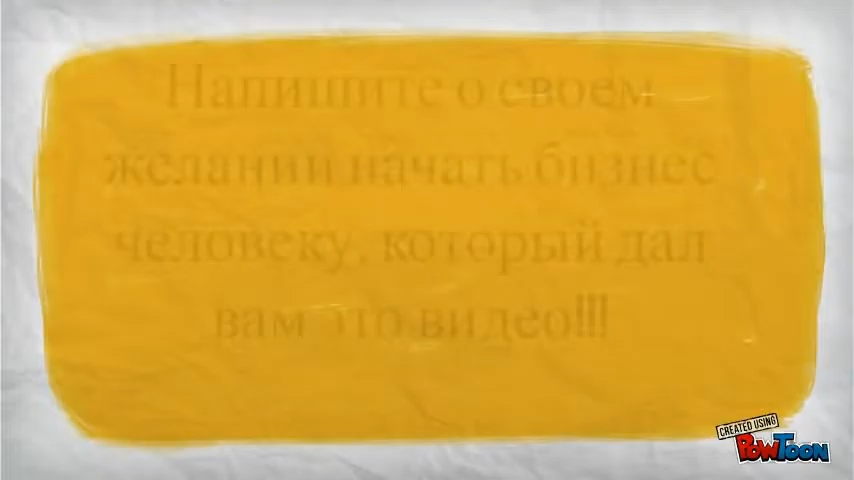 Напишите о своем
желании начать бизнес
человеку, который дал
вам это видео!!!
CREATED USING
POWTOON